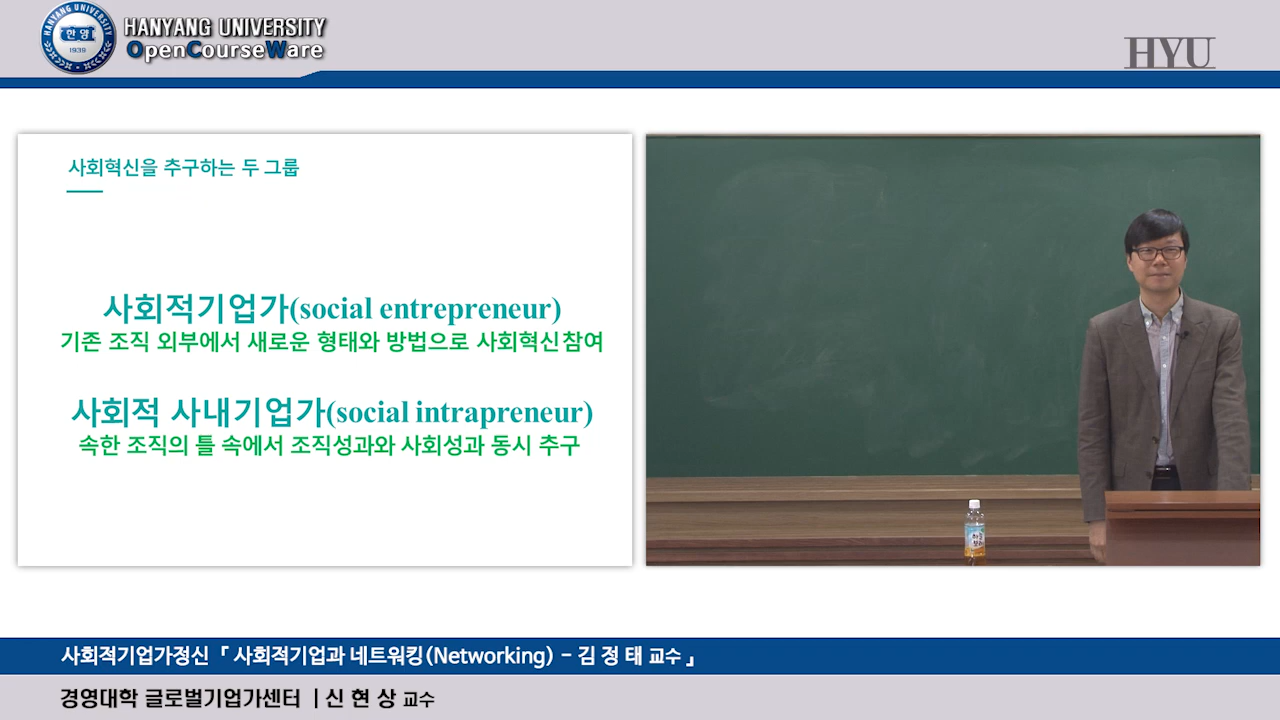 HANYANG UNIVERSITY
한양
1939
HANYANG UNIVERSITY
OpenCourseWare
HYU
사회혁신을 추구하는 두 그룹
사회적기업가(social entrepreneur)
기존 조직 외부에서 새로운 형태와 방법으로 사회혁신참여
사회적 사내기업가(social intrapreneur)
속한 조직의 틀 속에서 조직성과와 사회성과 동시 추구
사회적기업가정신 『 사회적기업과 네트워킹(Networking) - 김 정 태 교수 』
경영대학 글로벌기업가센터 | 신 현 상 교수